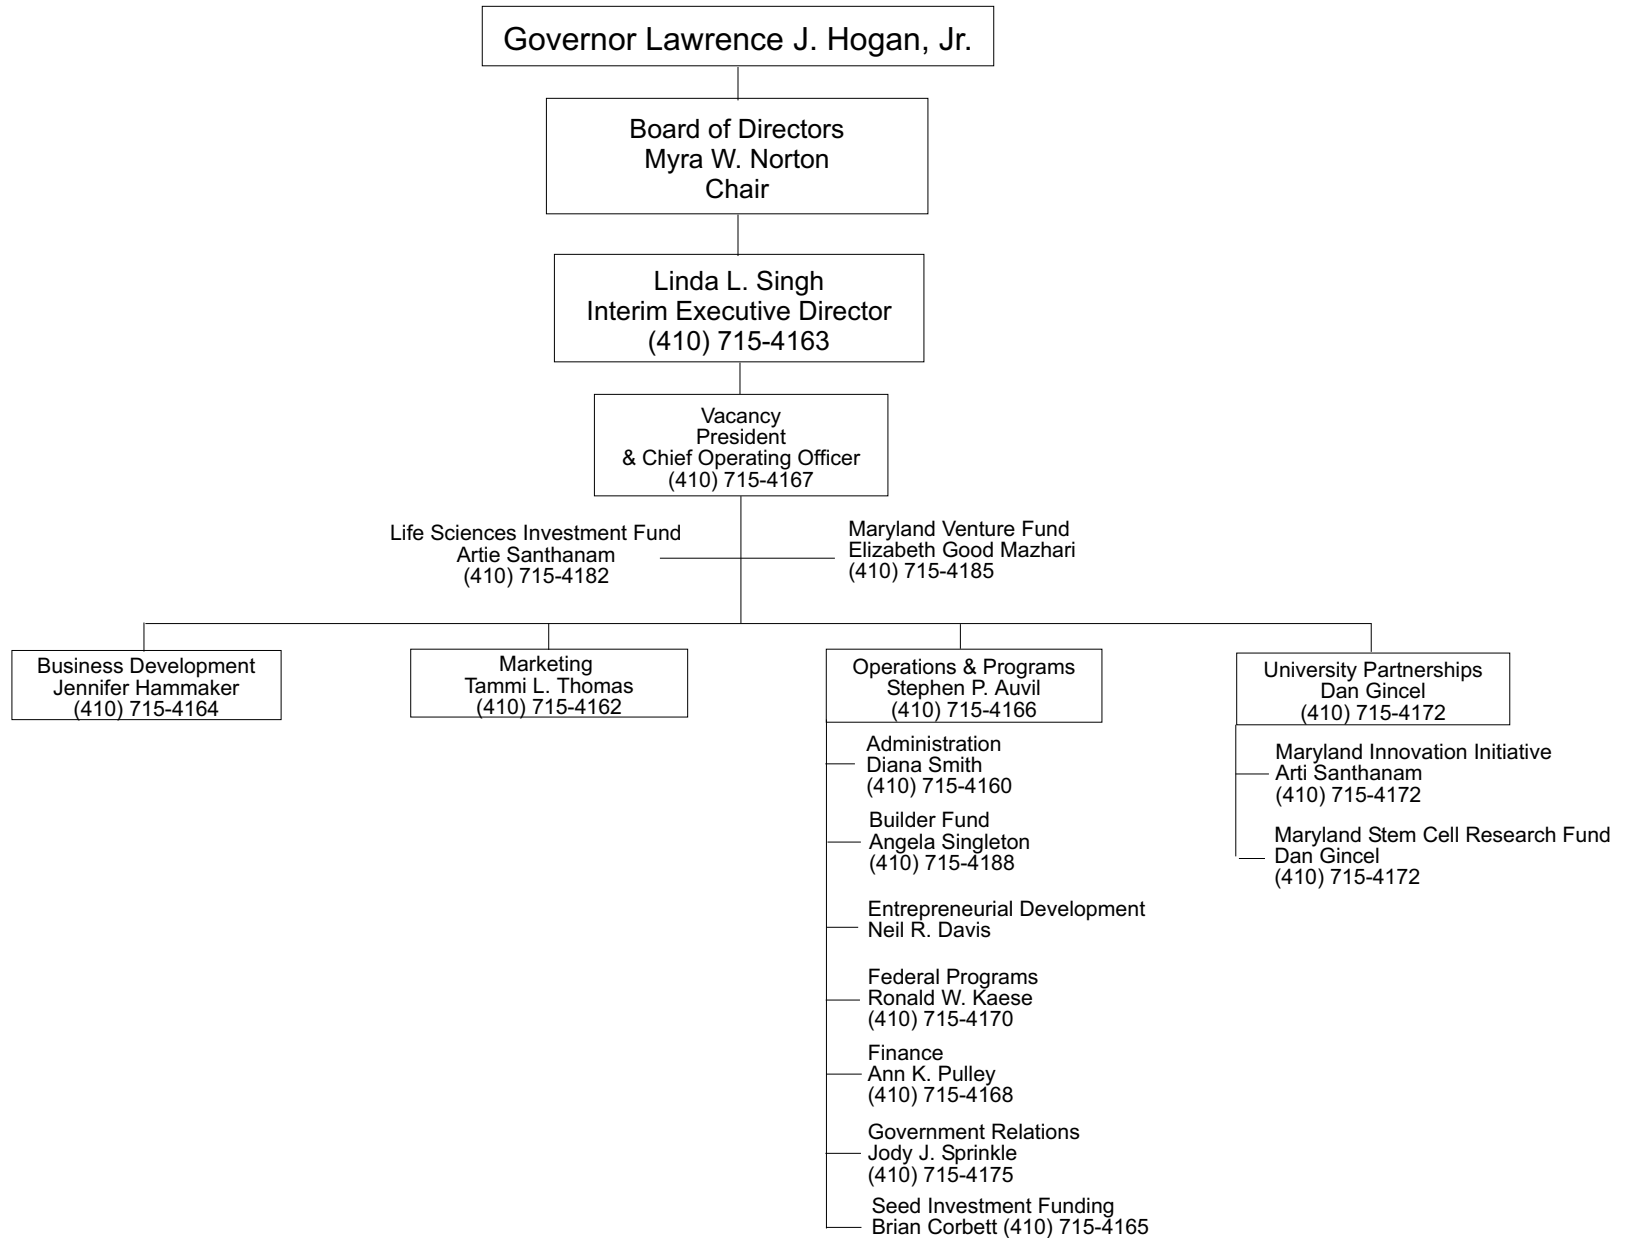 Governor Lawrence J. Hogan, Jr.
Board of Directors
Myra W. Norton
Chair
Linda L. Singh
Interim Executive Director
(410) 715-4163
Vacancy
President
& Chief Operating Officer
(410) 715-4167
Life Sciences Investment Fund
Artie Santhanam
(410) 715-4182
Maryland Venture Fund
Elizabeth Good Mazhari
(410) 715-4185
Business Development
Jennifer Hammaker
(410) 715-4164
Marketing
Tammi L. Thomas
(410) 715-4162
Operations & Programs
Stephen P. Auvil
(410) 715-4166
Administration
Diana Smith
(410) 715-4160
Builder Fund
Angela Singleton
(410) 715-4188
Entrepreneurial Development
Neil R. Davis
Federal Programs
Ronald W. Kaese
(410) 715-4170
Finance
Ann K. Pulley
(410) 715-4168
Government Relations
Jody J. Sprinkle
(410) 715-4175
Seed Investment Funding
Brian Corbett (410) 715-4165
University Partnerships
Dan Gincel
(410) 715-4172
Maryland Innovation Initiative
Arti Santhanam
(410) 715-4172
Maryland Stem Cell Research Fund
Dan Gincel
(410) 715-4172